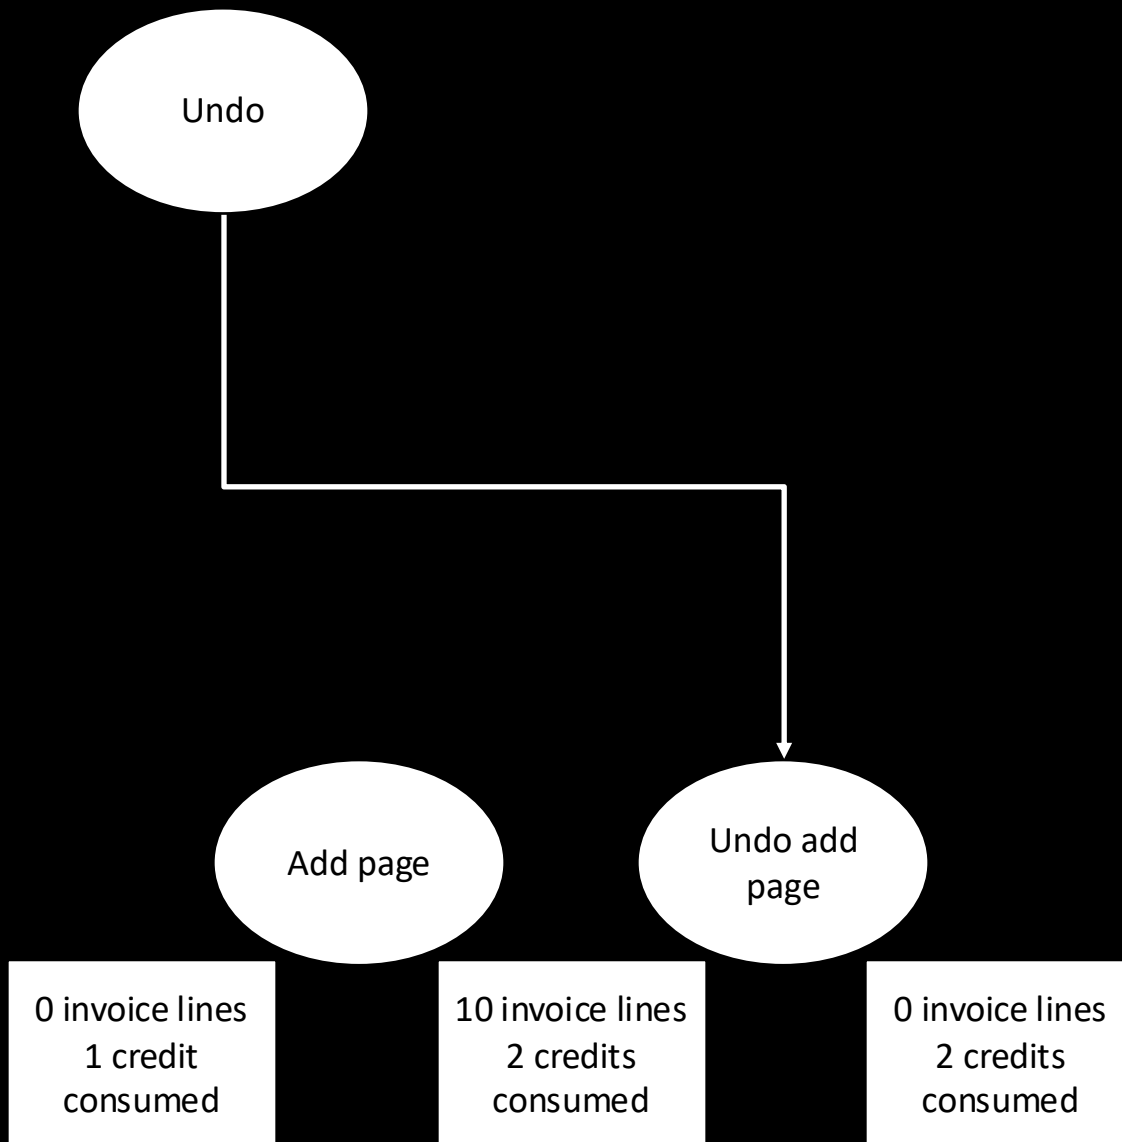 Undo
Add page
Undo add
page
0 invoice lines
1 credit
consumed
10 invoice lines
2 credits
consumed
0 invoice lines
2 credits
consumed